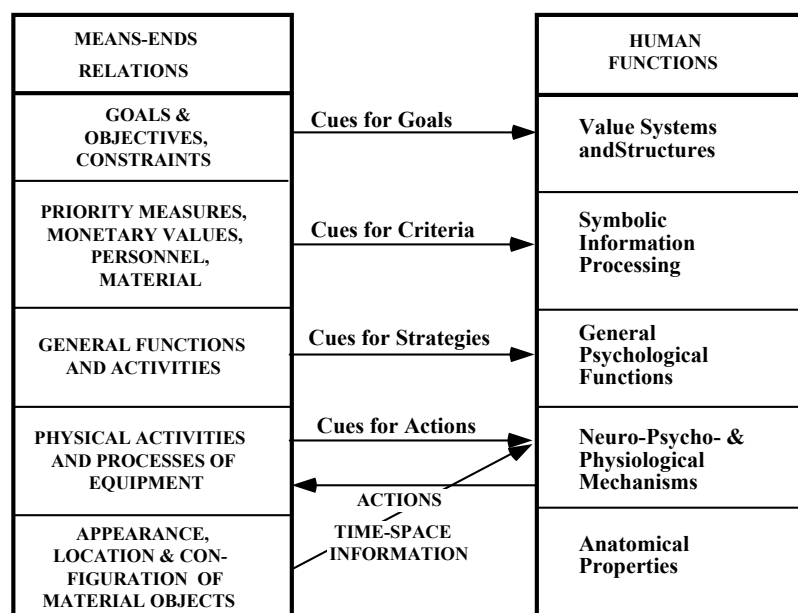 MEANS-ENDS
RELATIONS
GOALS &
OBJECTIVES,
CONSTRAINTS
PRIORITY MEASURES,
MONETARY VALUES,
PERSONNEL,
MATERIAL
GENERAL FUNCTIONS
AND ACTIVITIES
PHYSICAL ACTIVITIES
AND PROCESSES OF
EQUIPMENT
APPEARANCE,
LOCATION & CON-
FIGURATION OF
MATERIAL OBJECTS
Cues for Goals
Cues for Criteria
Cues for Strategies
Cues for Actions
ACTIONS
TIME-SPACE
INFORMATION
HUMAN
FUNCTIONS
Value Systems
andStructures
Symbolic
Information
Processing
General
Psychological
Functions
Neuro-Psycho- &
Physiological
Mechanisms
Anatomical
Properties